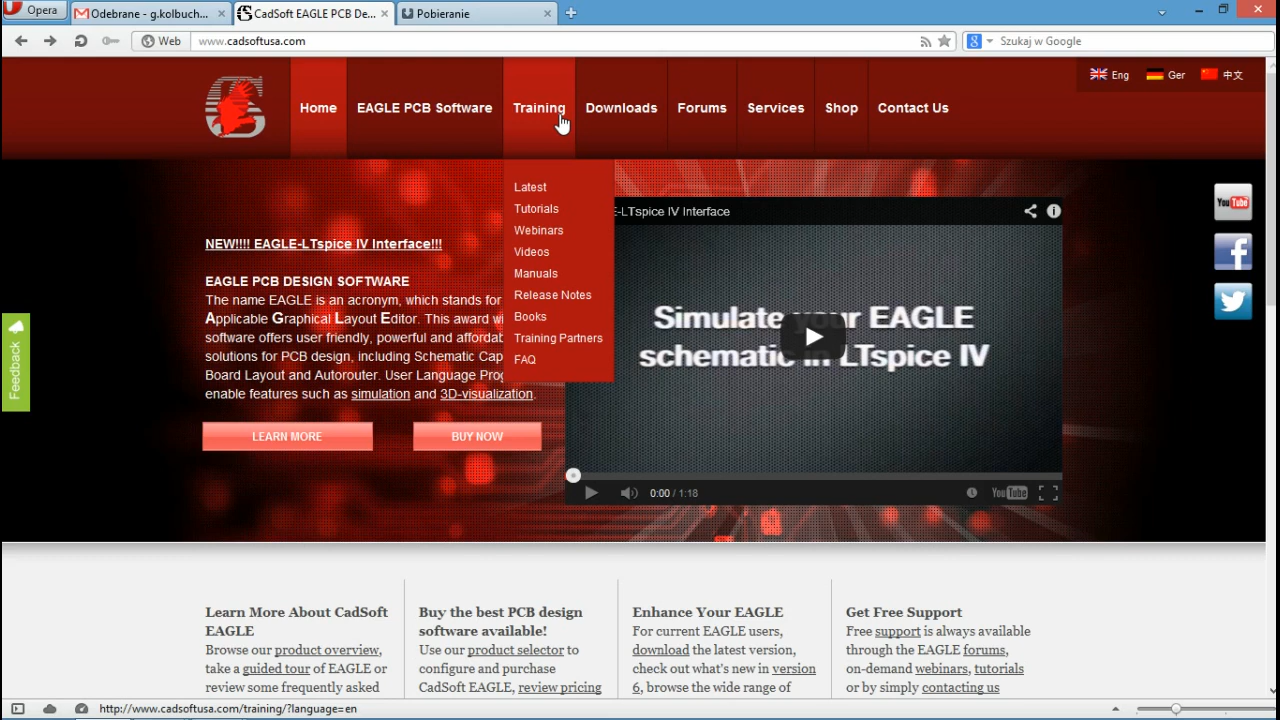 Opera
Odebrane - g.kolbuch...
CadSoft EAGLE PCB De...
Pobieranie
Web
www.cadsoftusa.com
Szukaj w Google
Eng
Ger
中文
Home
EAGLE PCB Software
Training
Downloads
Forums
Services
Shop
Contact Us
Latest
Tutorials
Webinars
Videos
Manuals
Release Notes
Books
Training Partners
FAQ
E-LTspice IV Interface
NEW!!!! EAGLE-LTspice IV Interface!!!
EAGLE PCB DESIGN SOFTWARE
The name EAGLE is an acronym, which stands for
Applicable Graphical Layout Editor. This award wi
software offers user friendly, powerful and affordab
solutions for PCB design, including Schematic Cap
Board Layout and Autorouter. User Language Prog
enable features such as simulation and 3D-visualization.
LEARN MORE
BUY NOW
Simulate your EAGLE
schematic in LTspice IV
0:00 / 1:18
YouTube
YouTube
Feedback
Learn More About CadSoft
EAGLE
Browse our product overview,
take a guided tour of EAGLE or
review some frequently asked
Buy the best PCB design
software available!
Use our product selector to
configure and purchase
CadSoft EAGLE, review pricing
Enhance Your EAGLE
For current EAGLE users,
download the latest version,
check out what's new in version
6, browse the wide range of
Get Free Support
Free support is always available
through the EAGLE forums,
on-demand webinars, tutorials
or by simply contacting us
http://www.cadsoftusa.com/training/?language=en